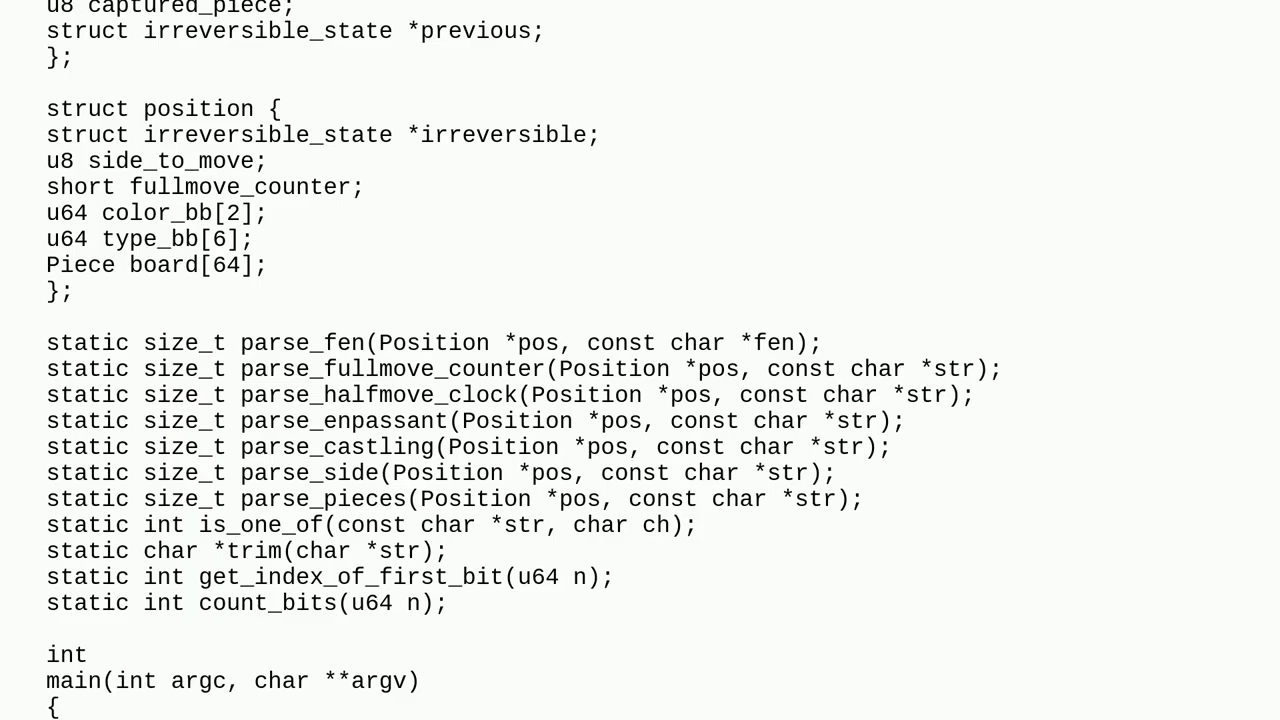 u8 captured_piece;
struct irreversible_state *previous;
};

struct position {
struct irreversible_state *irreversible;
u8 side_to_move;
short fullmove_counter;
u64 color_bb[2];
u64 type_bb[6];
Piece board[64];
};

static size_t parse_fen(Position *pos, const char *fen);
static size_t parse_fullmove_counter(Position *pos, const char *str);
static size_t parse_halfmove_clock(Position *pos, const char *str);
static size_t parse_enpassant(Position *pos, const char *str);
static size_t parse_castling(Position *pos, const char *str);
static size_t parse_side(Position *pos, const char *str);
static size_t parse_pieces(Position *pos, const char *str);
static int is_one_of(const char *str, char ch);
static char *trim(char *str);
static int get_index_of_first_bit(u64 n);
static int count_bits(u64 n);

int
main(int argc, char **argv)
{